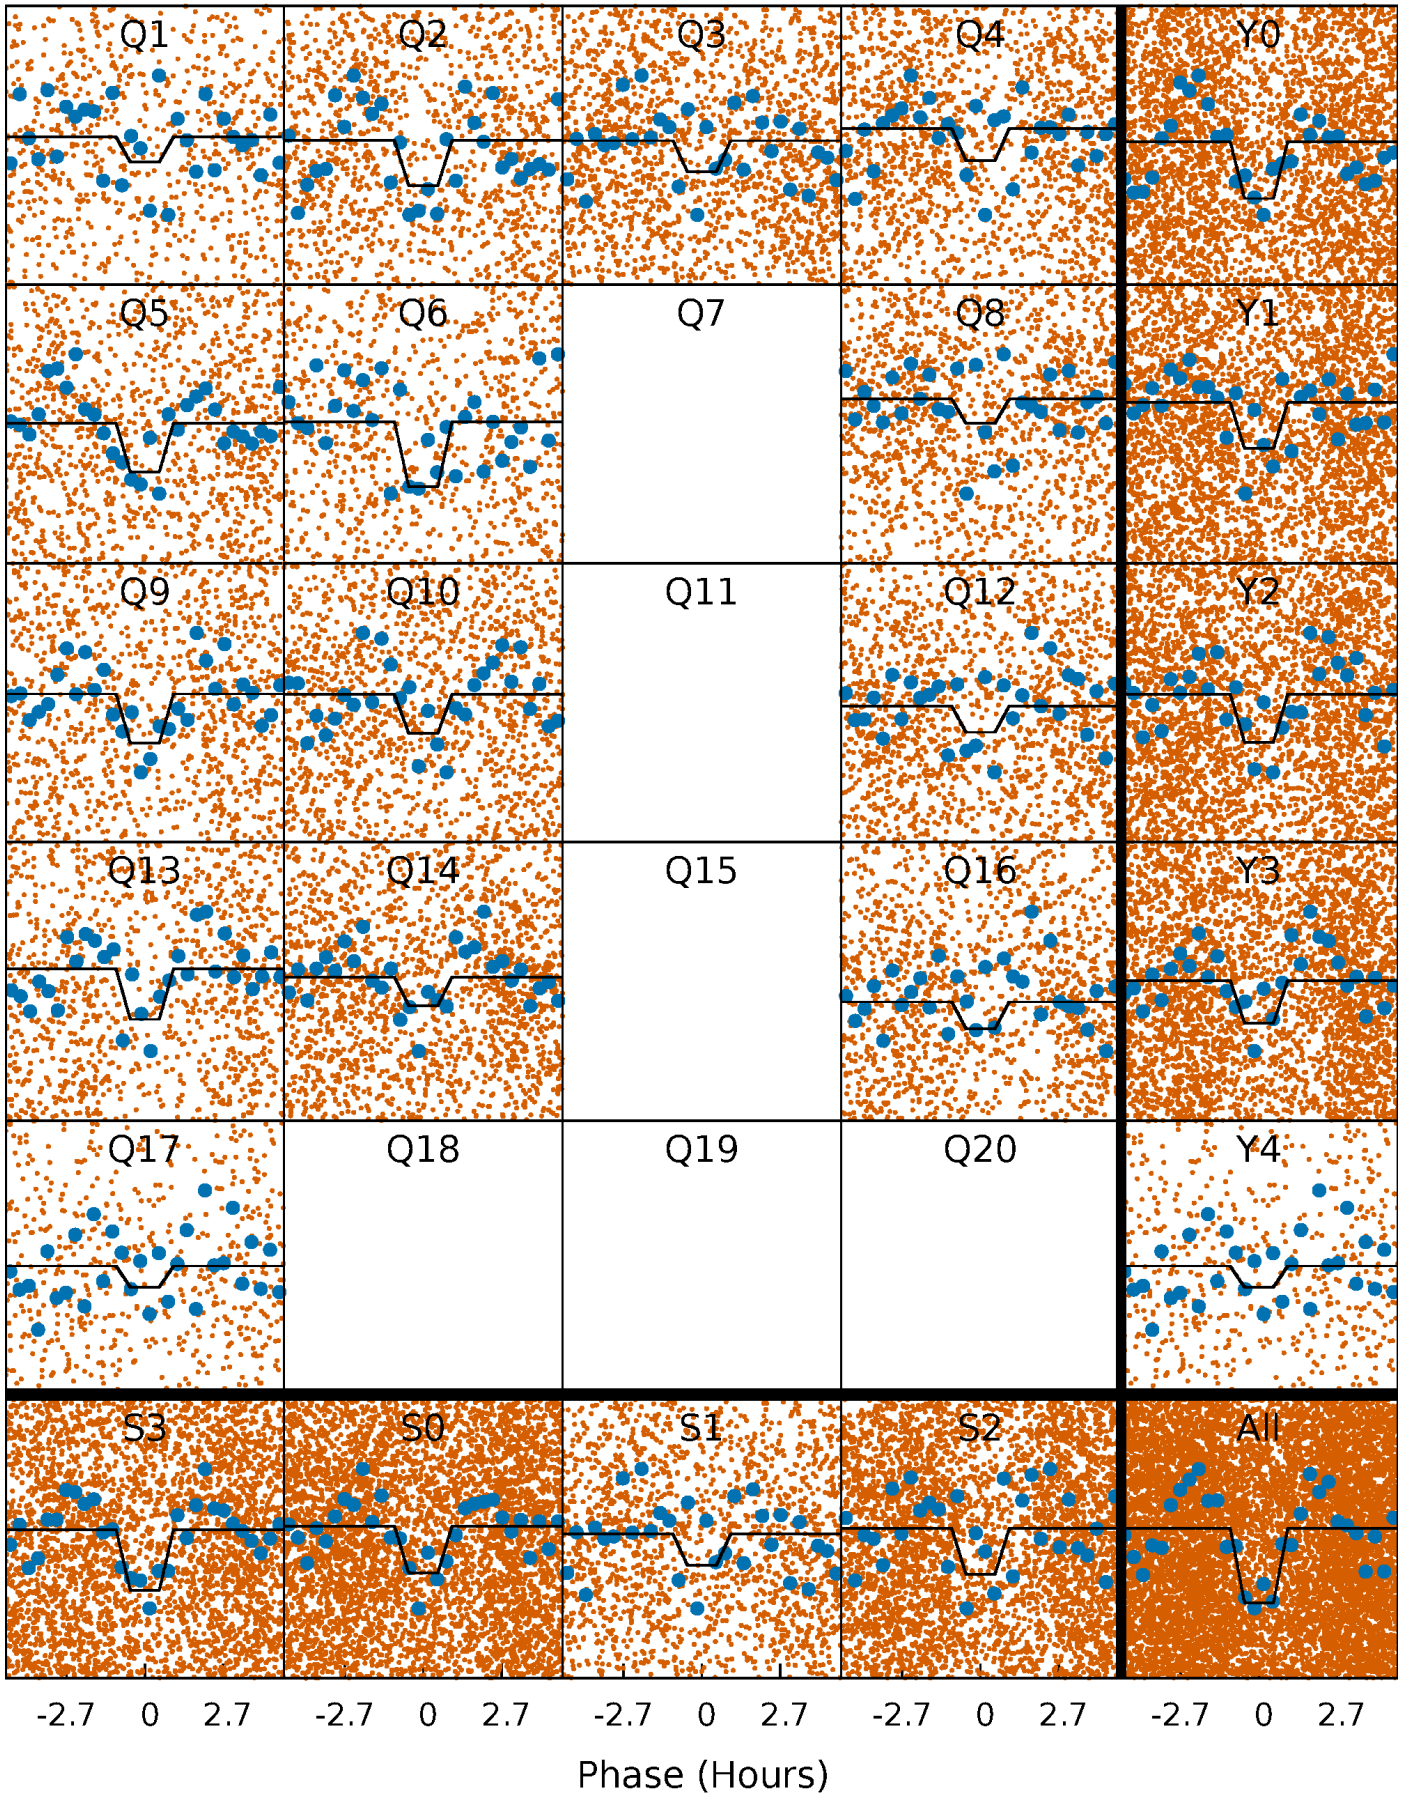 Q1 Q2 Q3 Q4 Y0
Q5 Q6 Q7 Q8 Y1
Q9 Q10 Q11 Q12 Y2
Q13 Q14 Q15 Q16 Y3
Q17 Q18 Q19 Q20 Y4
S3 S0 S1 S2 All
-2.7 0 2.7 -2.7 0 2.7 -2.7 0 2.7 -2.7 0 2.7 -2.7 0 2.7
Phase (Hours)